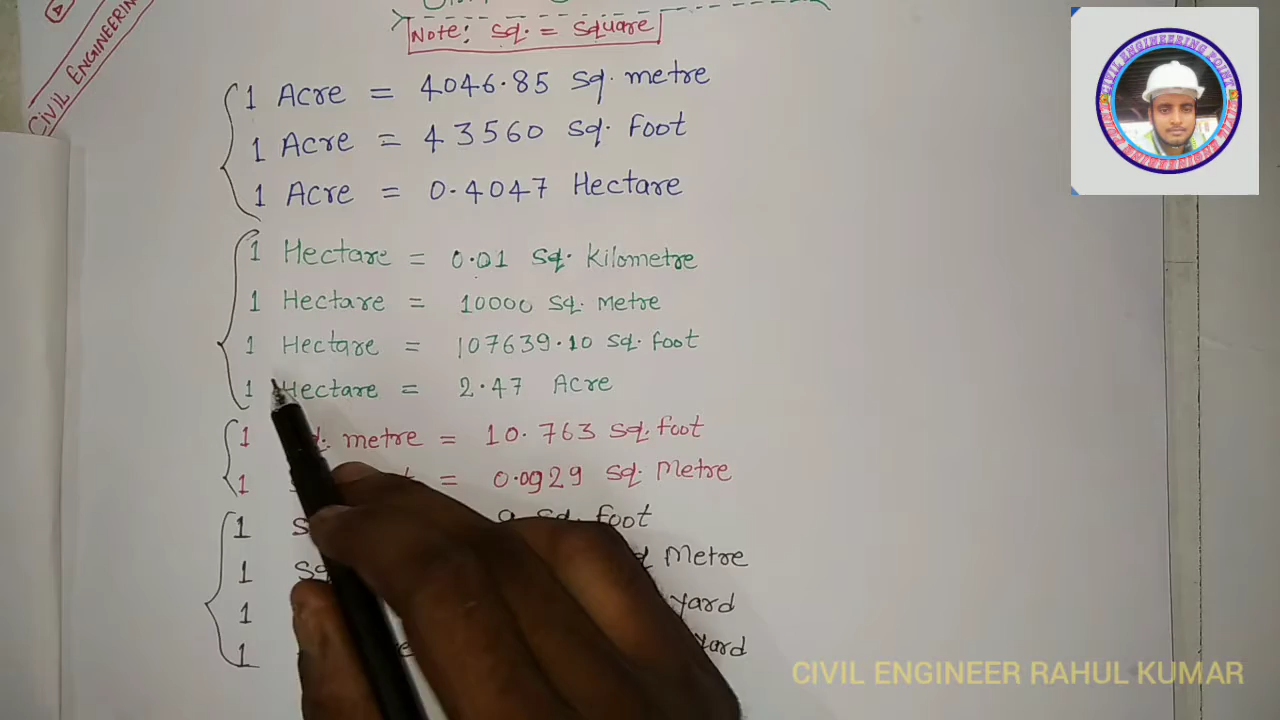 CIVIL ENGINEERING
Note: sq. = square
1 Acre = 4046.85 sq. metre
1 Acre = 43560 sq. foot
1 Acre = 0.4047 Hectare
1 Hectare = 0.01 sq. kilometre
1 Hectare = 10000 sq. Metre
1 Hectare = 107639.10 sq. foot
1 Hectare = 2.47 Acre
1 metre = 10.763 sq. foot
1 = 0.0929 sq. Metre
1 foot
1 sq Metre
1 yard
1 yard
CIVIL ENGINEERING POINT
CIVIL ENGINEER RAHUL KUMAR